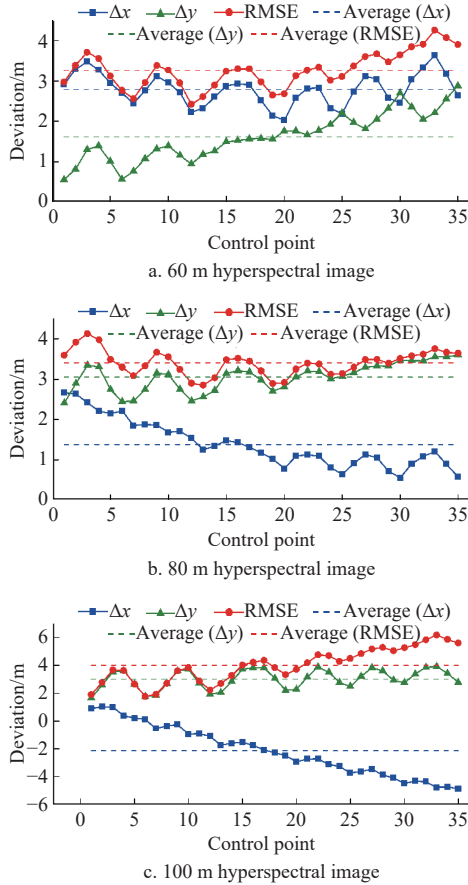 Δx Δy RMSE Average (Δx)
Average (Δy) Average (RMSE)
4
3
2
1
0
Deviation/m
0 5 10 15 20 25 30 35
Control point
a. 60 m hyperspectral image
Δx Δy RMSE Average (Δx)
Average (Δy) Average (RMSE)
4
3
2
1
0
Deviation/m
0 5 10 15 20 25 30 35
Control point
b. 80 m hyperspectral image
Δx Δy RMSE Average (Δx)
Average (Δy) Average (RMSE)
6
4
2
0
−2
−4
−6
Deviation/m
0 5 10 15 20 25 30 35
Control point
c. 100 m hyperspectral image